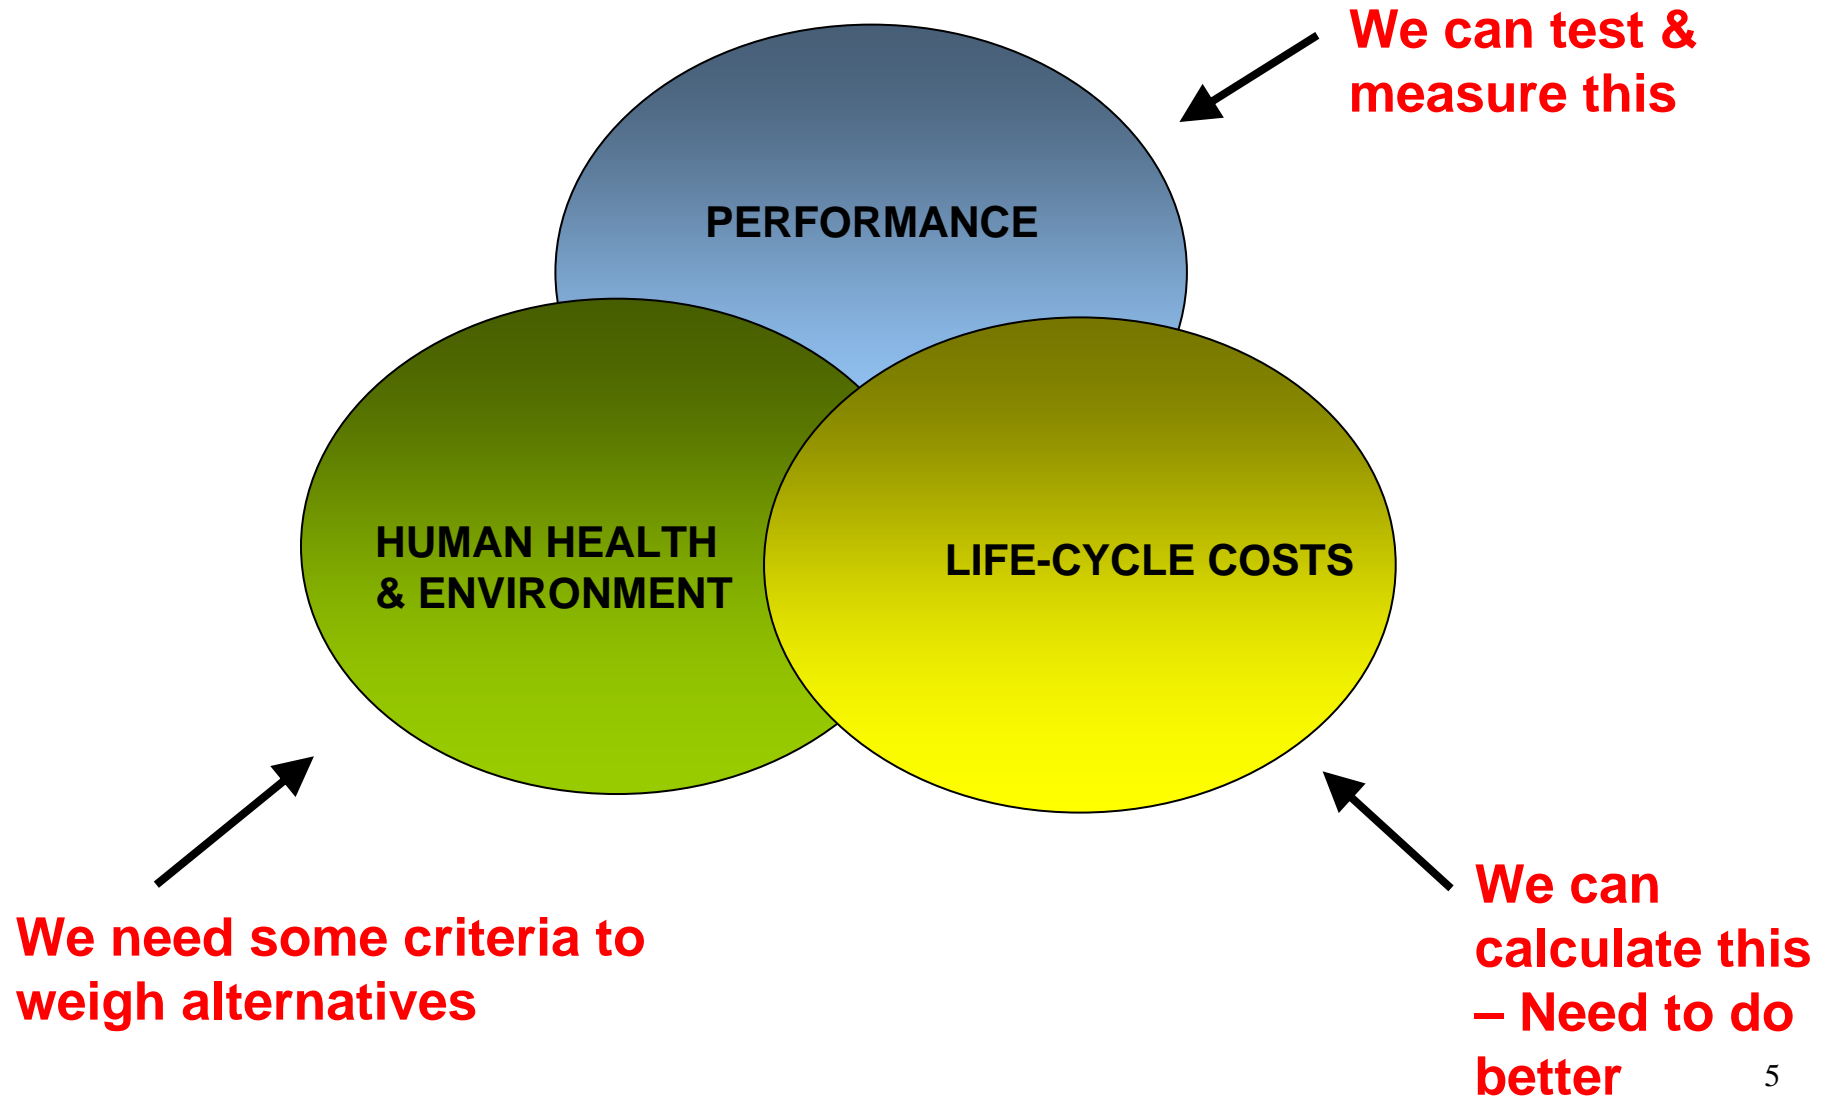 We can test &
measure this
PERFORMANCE
HUMAN HEALTH
& ENVIRONMENT
LIFE-CYCLE COSTS
We need some criteria to
weigh alternatives
We can
calculate this
– Need to do
better
5